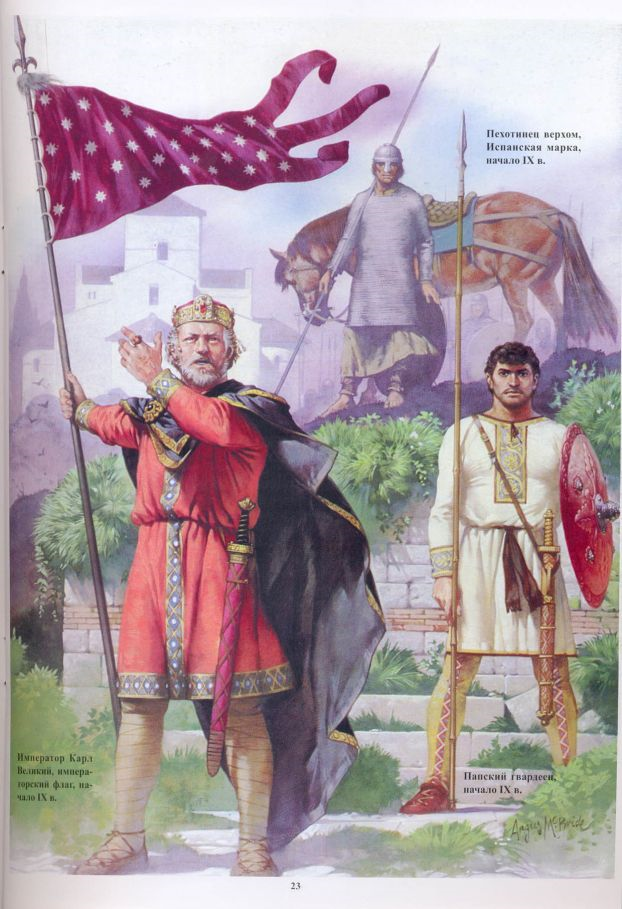 Пехотинец верхом,
Испанская марка,
начало IX в.
Император Карл
Великий, импера-
торский флаг, на-
чало IX в.
Папский гвардеец,
начало IX в.
Angus McBride
23